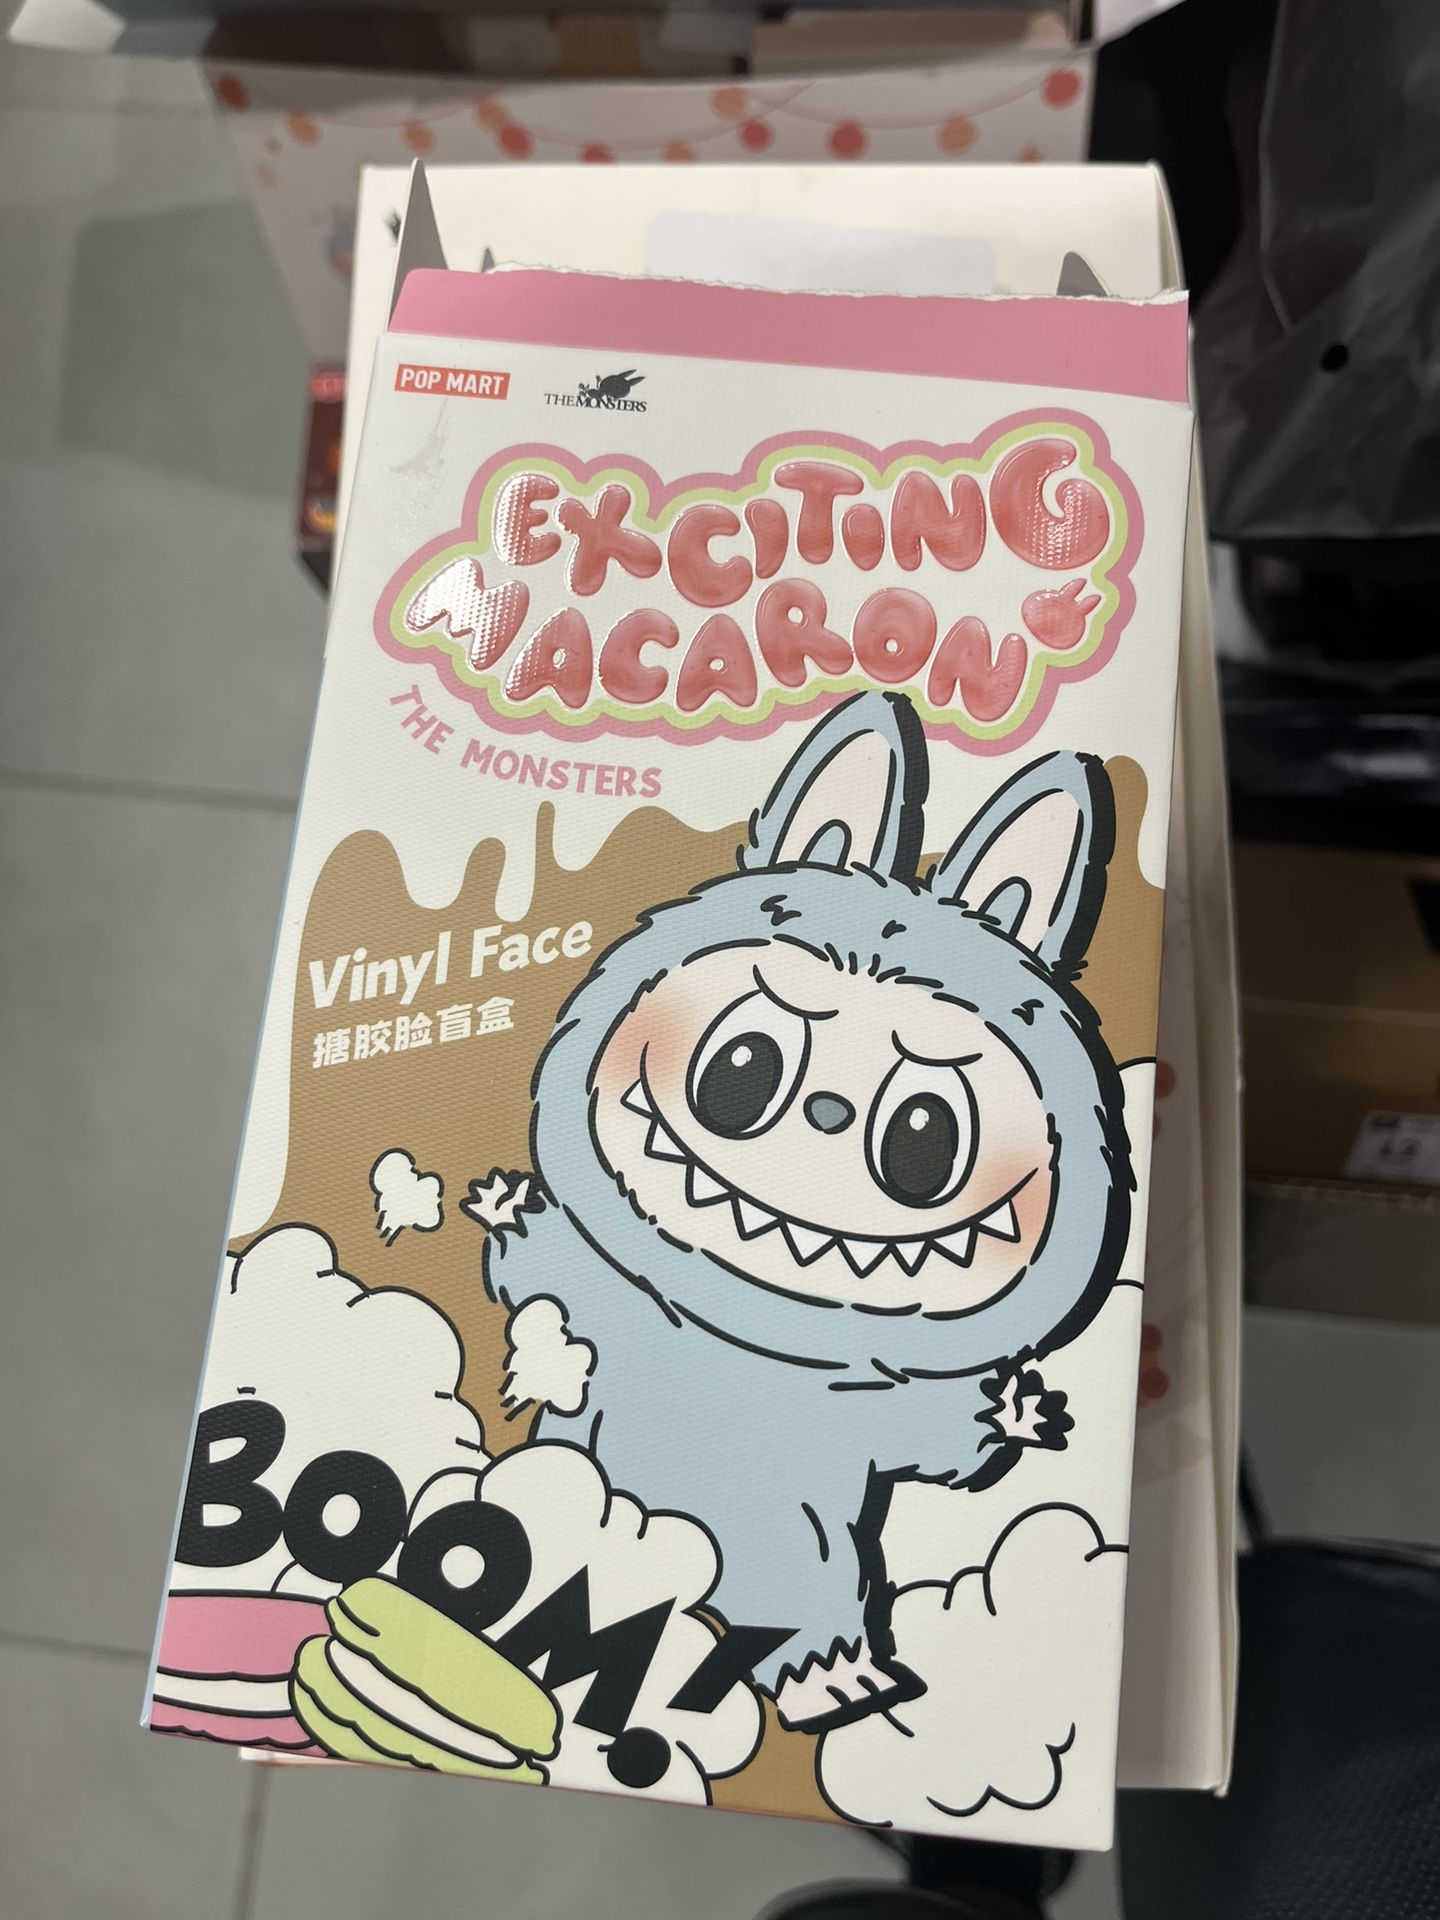 POP MART
THE MONSTERS
EXCITING
MACARON
THE MONSTERS
Vinyl Face
搪胶脸盲盒
BOOM!